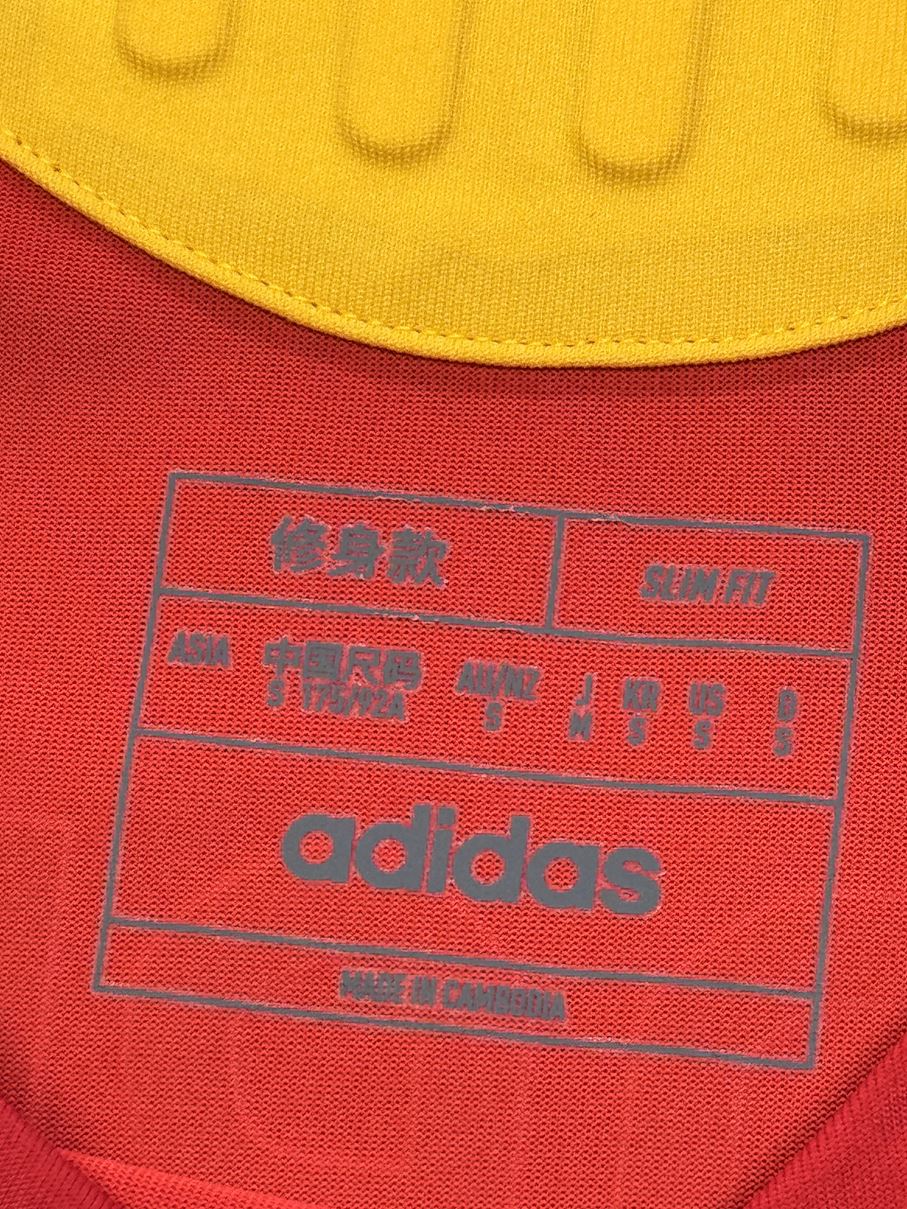 修身款 SLIM FIT
ASIA 中国尺码 AU/NZ J KR US
S 175/92A S M S S S
adidas
MADE IN CAMBODIA